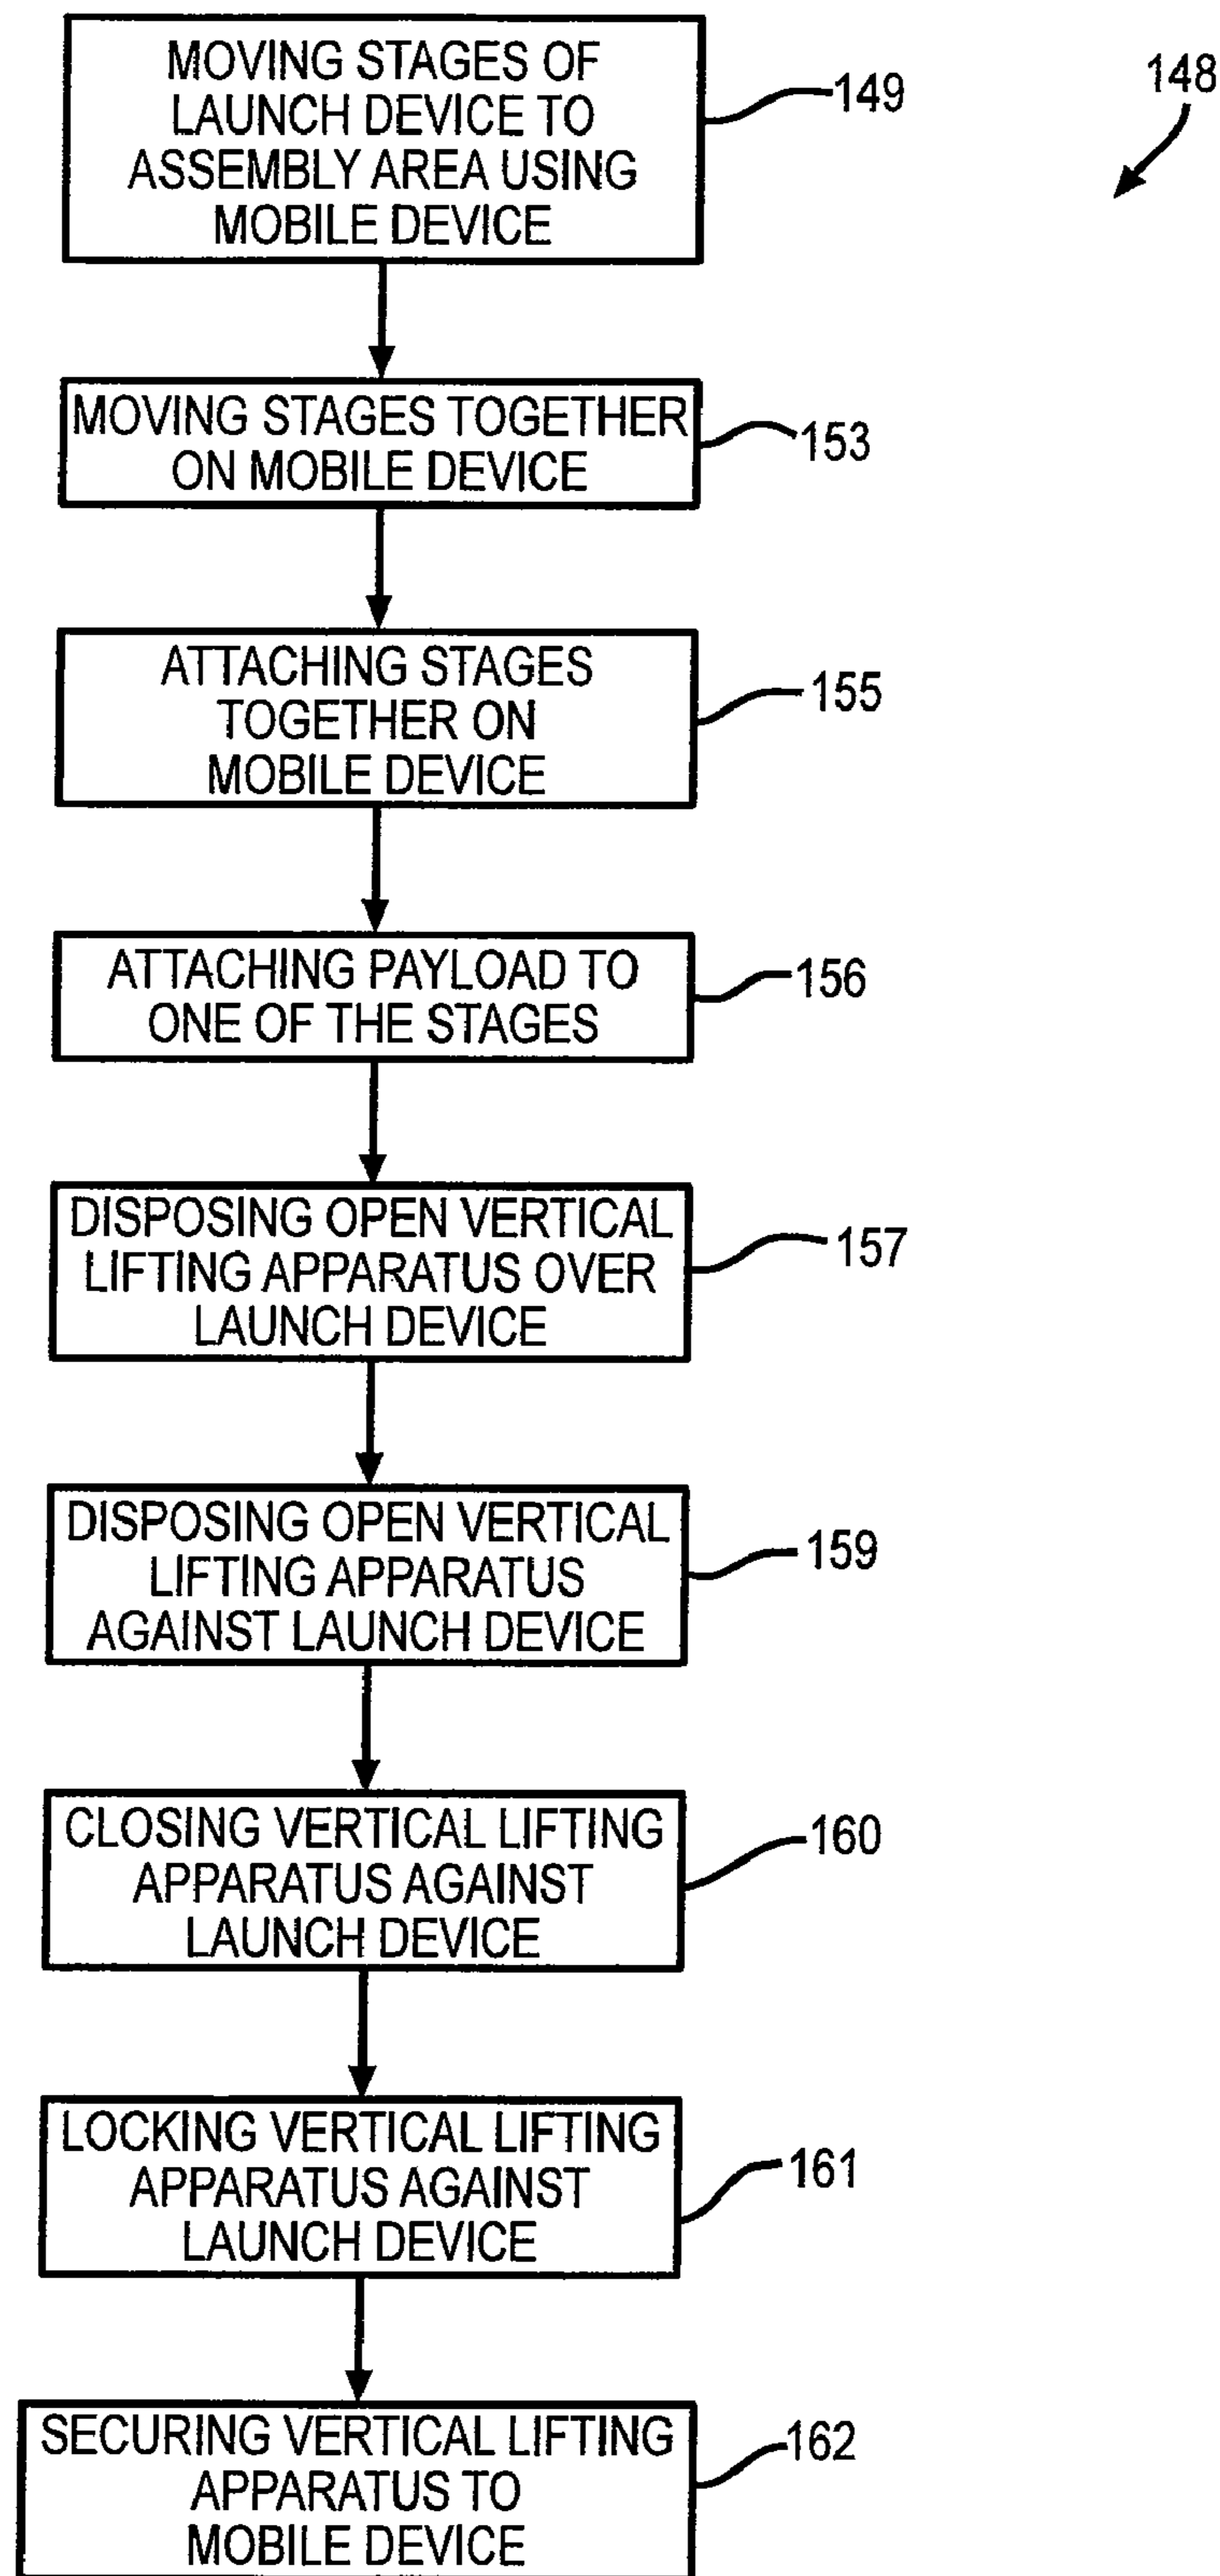 MOVING STAGES OF
LAUNCH DEVICE TO
ASSEMBLY AREA USING
MOBILE DEVICE
149
148
MOVING STAGES TOGETHER
ON MOBILE DEVICE
153
ATTACHING STAGES
TOGETHER ON
MOBILE DEVICE
155
ATTACHING PAYLOAD TO
ONE OF THE STAGES
156
DISPOSING OPEN VERTICAL
LIFTING APPARATUS OVER
LAUNCH DEVICE
157
DISPOSING OPEN VERTICAL
LIFTING APPARATUS
AGAINST LAUNCH DEVICE
159
CLOSING VERTICAL LIFTING
APPARATUS AGAINST
LAUNCH DEVICE
160
LOCKING VERTICAL LIFTING
APPARATUS AGAINST
LAUNCH DEVICE
161
SECURING VERTICAL LIFTING
APPARATUS TO
MOBILE DEVICE
162